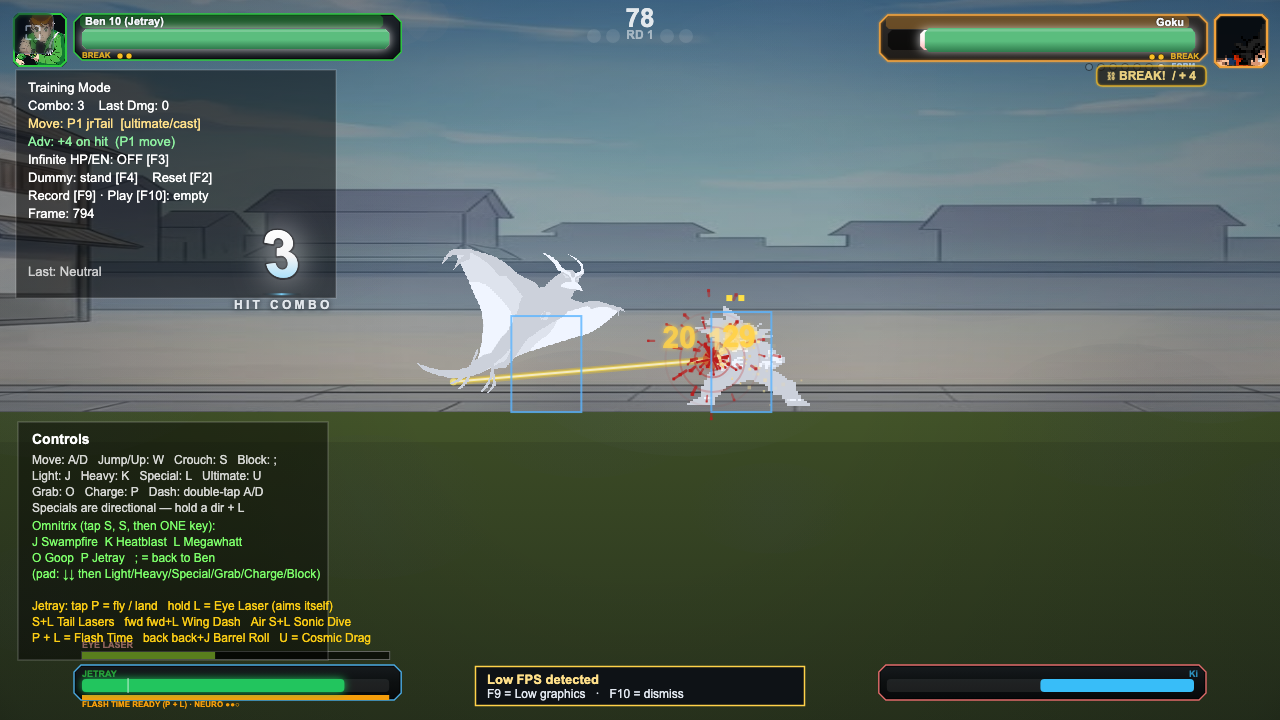 78
RD 1
Ben 10 (Jetray)
BREAK
Goku
BREAK
BREAK! / + 4
Training Mode
Combo: 3 Last Dmg: 0
Move: P1 jrTail [ultimate/cast]
Adv: +4 on hit (P1 move)
Infinite HP/EN: OFF [F3]
Dummy: stand [F4] Reset [F2]
Record [F9] · Play [F10]: empty
Frame: 794
Last: Neutral
3
HIT COMBO
20
29
Controls
Move: A/D Jump/Up: W Crouch: S Block: ;
Light: J Heavy: K Special: L Ultimate: U
Grab: O Charge: P Dash: double-tap A/D
Specials are directional — hold a dir + L
Omnitrix (tap S, S, then ONE key):
J Swampfire K Heatblast L Megawhatt
O Goop P Jetray ; = back to Ben
(pad: ↓↓ then Light/Heavy/Special/Grab/Charge/Block)
Jetray: tap P = fly / land hold L = Eye Laser (aims itself)
S+L Tail Lasers fwd fwd+L Wing Dash Air S+L Sonic Dive
P + L = Flash Time back back+J Barrel Roll U = Cosmic Drag
EYE LASER
JETRAY
FLASH TIME READY (P + L) · NEURO
Low FPS detected
F9 = Low graphics · F10 = dismiss
Ki